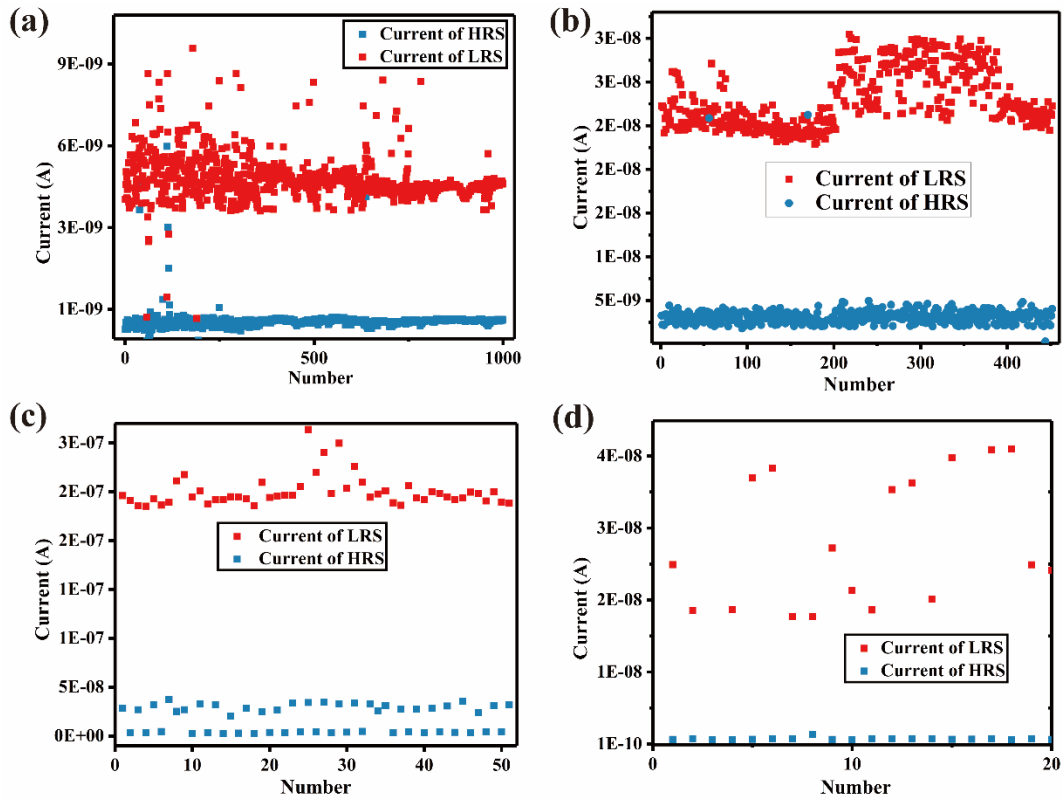 (a)
Current of HRS
Current of LRS
9E-09
6E-09
3E-09
1E-09
Current (A)
0
500
1000
Number
(b)
3E-08
3E-08
2E-08
2E-08
2E-08
1E-08
5E-09
Current (A)
Current of LRS
Current of HRS
0
100
200
300
400
Number
(c)
3E-07
2E-07
2E-07
1E-07
1E-07
5E-08
0E+00
Current (A)
Current of LRS
Current of HRS
0
10
20
30
40
50
Number
(d)
4E-08
3E-08
2E-08
1E-08
1E-10
Current (A)
Current of LRS
Current of HRS
0
10
20
Number